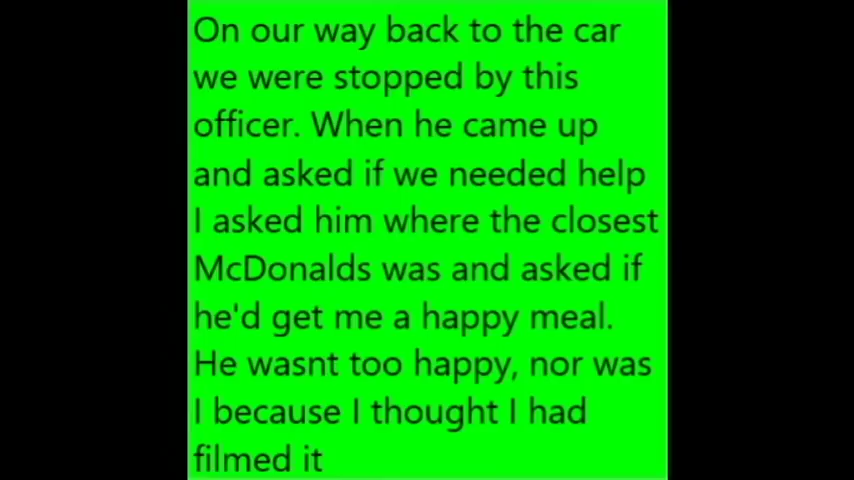 On our way back to the car
we were stopped by this
officer. When he came up
and asked if we needed help
I asked him where the closest
McDonalds was and asked if
he'd get me a happy meal.
He wasnt too happy, nor was
I because I thought I had
filmed it